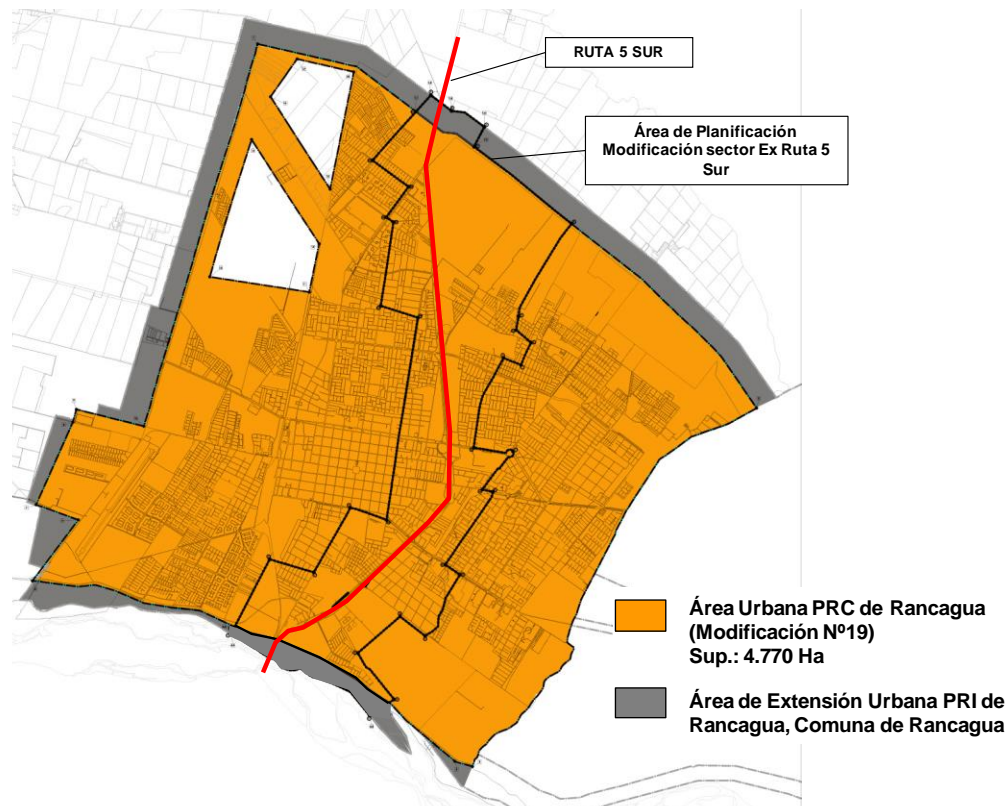 RUTA 5 SUR
Área de Planificación
Modificación sector Ex Ruta 5
Sur
Área Urbana PRC de Rancagua
(Modificación Nº19)
Sup.: 4.770 Ha
Área de Extensión Urbana PRI de
Rancagua, Comuna de Rancagua